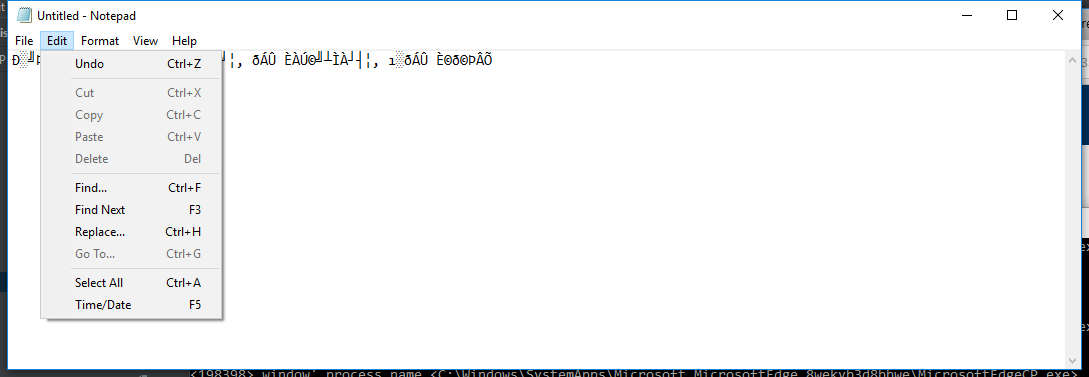 Untitled - Notepad
File Edit Format View Help
┘¦, ðÁÛ ÈÀÚ©╝┴ÌÀ┘┤¦, ı░ðÁÛ È©ð©ÞÂÕ
Undo Ctrl+Z
Cut Ctrl+X
Copy Ctrl+C
Paste Ctrl+V
Delete Del
Find... Ctrl+F
Find Next F3
Replace... Ctrl+H
Go To... Ctrl+G
Select All Ctrl+A
Time/Date F5
window' process name <C:\Windows\SystemApps\Microsoft.MicrosoftEdge_8wekyb3d8bbwe\MicrosoftEdgeCP.exe>